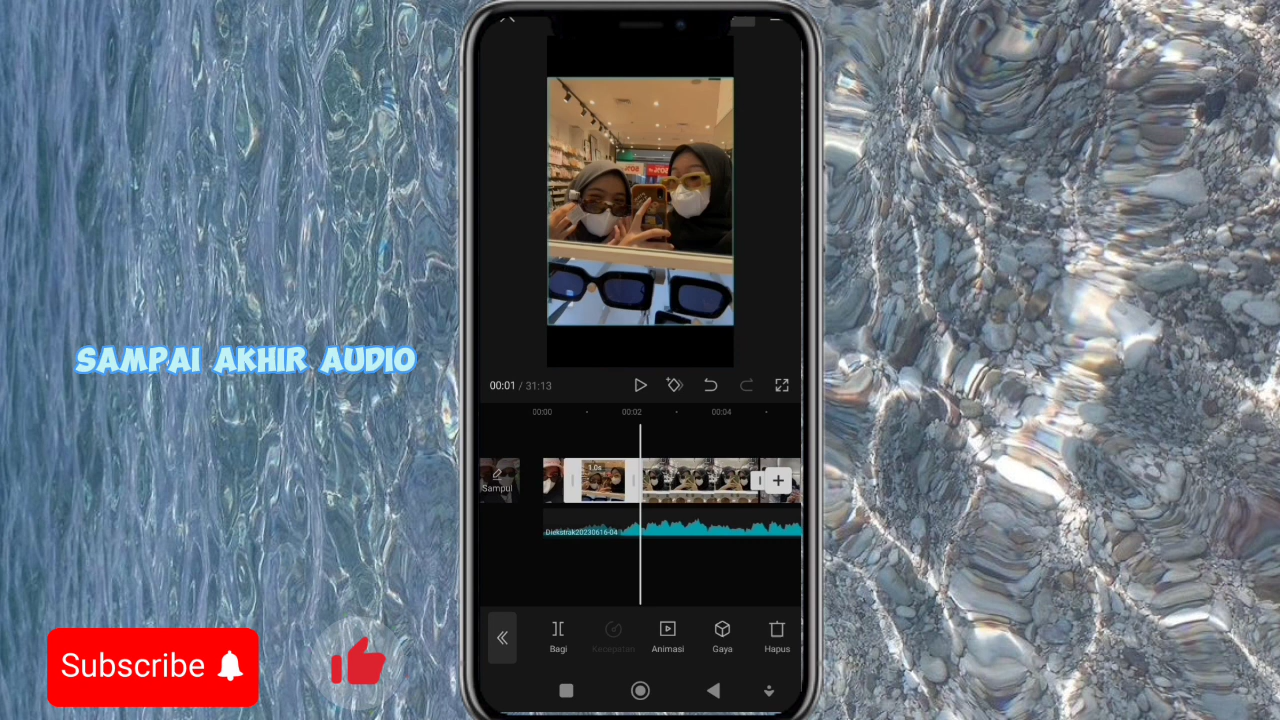 SAMPAI AKHIR AUDIO
00:01 / 31:13
00:00
00:02
00:04
Sampul
1.0s
Diekstrak20230616-04
Bagi
Kecepatan
Animasi
Gaya
Hapus
Subscribe